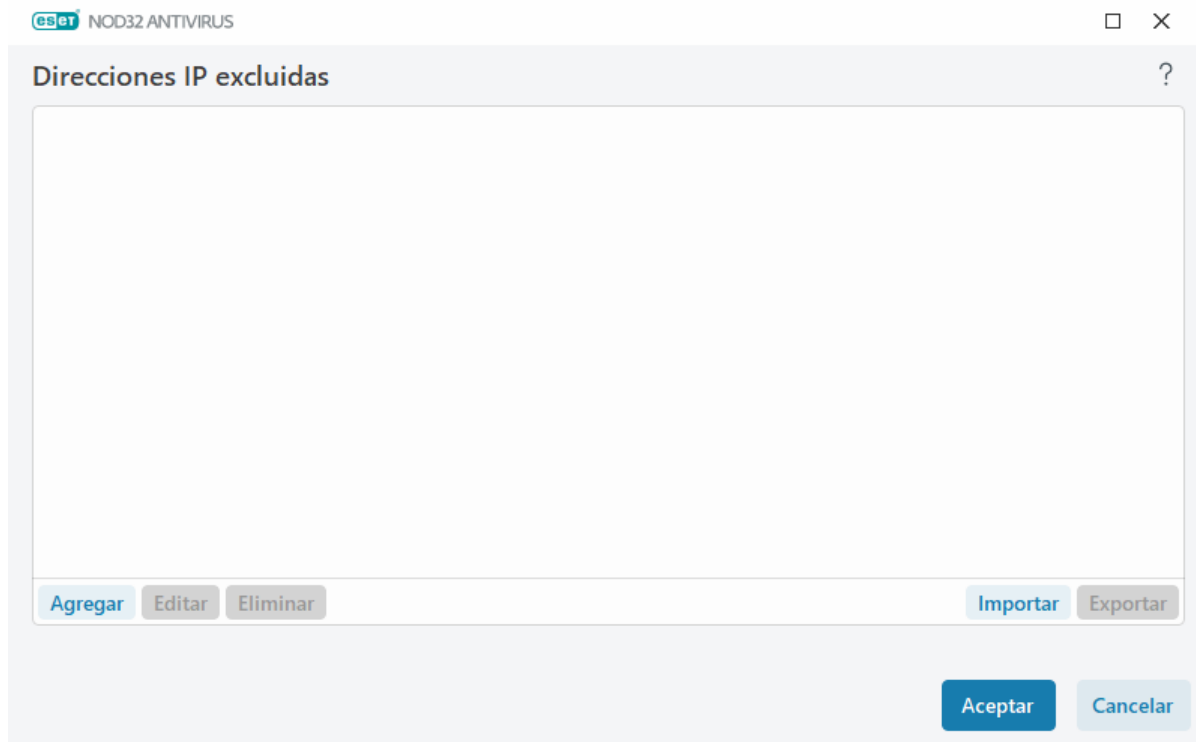 eset NOD32 ANTIVIRUS
Direcciones IP excluidas ?
Agregar Editar Eliminar Importar Exportar
Aceptar Cancelar